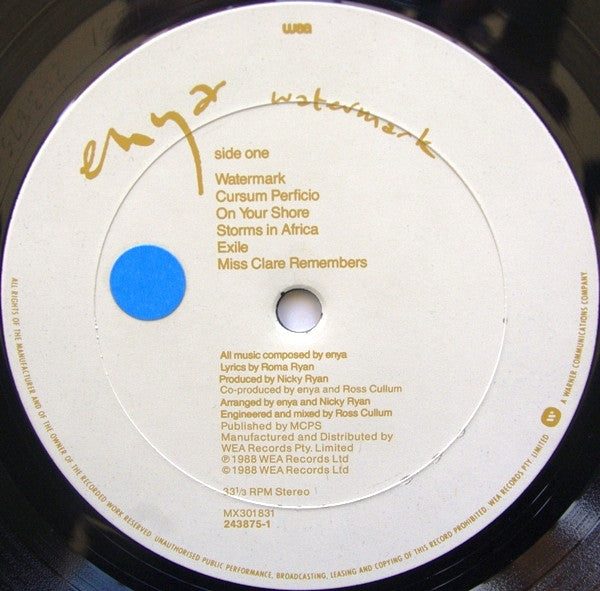 wea
enya watermark
side one
Watermark
Cursum Perficio
On Your Shore
Storms in Africa
Exile
Miss Clare Remembers
All music composed by enya
Lyrics by Roma Ryan
Produced by Nicky Ryan
Co-produced by enya and Ross Cullum
Arranged by enya and Nicky Ryan
Engineered and mixed by Ross Cullum
Published by MCPS
Manufactured and Distributed by
WEA Records Pty. Limited
℗ 1988 WEA Records Ltd
© 1988 WEA Records Ltd
33⅓ RPM Stereo
MX301831
243875-1
ALL RIGHTS OF THE MANUFACTURER AND OF THE OWNER OF THE RECORDED WORK RESERVED. UNAUTHORISED PUBLIC PERFORMANCE, BROADCASTING, LEASING AND COPYING OF THIS RECORD PROHIBITED. WEA RECORDS PTY. LIMITED A WARNER COMMUNICATIONS COMPANY.